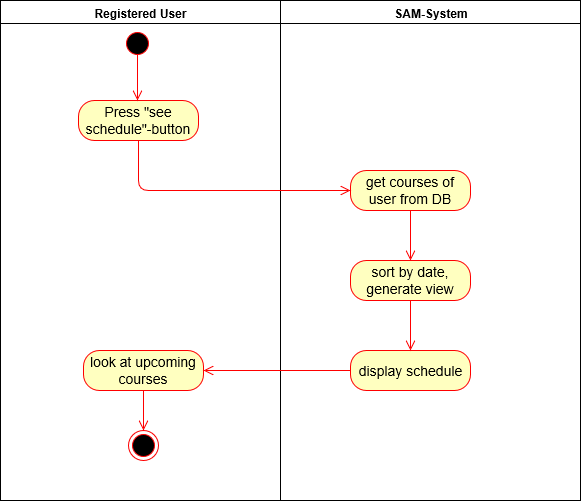 Registered User
SAM-System
Press "see
schedule"-button
get courses of
user from DB
sort by date,
generate view
display schedule
look at upcoming
courses